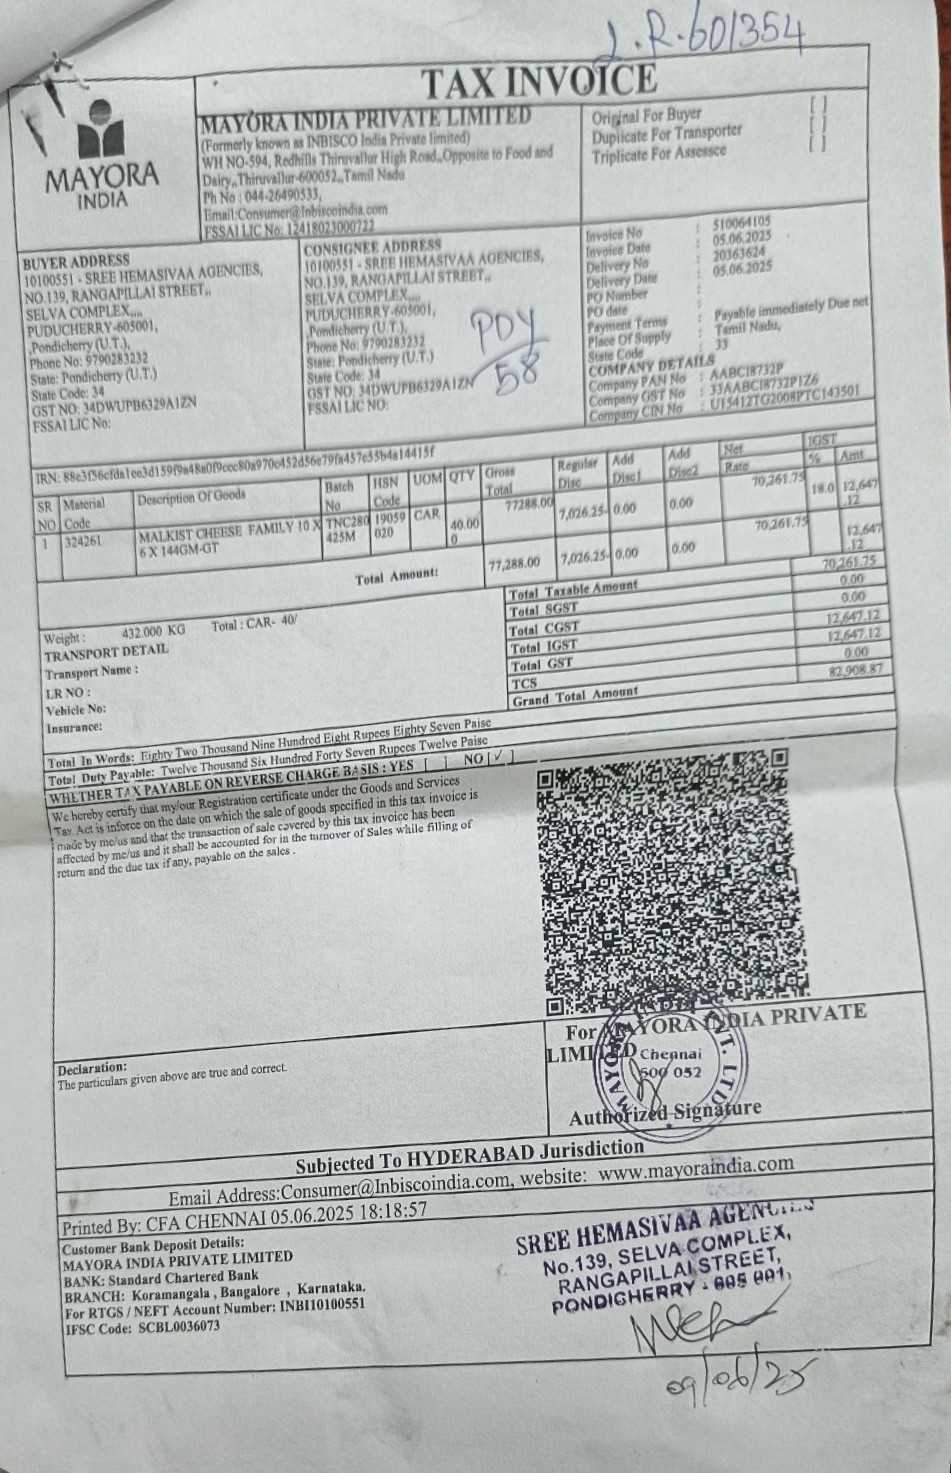 L.R.601354
TAX INVOICE
MAYORA
INDIA
MAYORA INDIA PRIVATE LIMITED
(Formerly known as INBISCO India Private limited)
WH NO-594, Redhills Thiruvallur High Road,,Opposite to Food and
Dairy,,Thiruvallur-600052,,Tamil Nadu
Ph No : 044-26490533,
Email:Consumer@Inbiscoindia.com
FSSAI LIC No: 12418023000722
Original For Buyer [ ]
Duplicate For Transporter [ ]
Triplicate For Assessee [ ]
BUYER ADDRESS
10100551 - SREE HEMASIVAA AGENCIES,
NO.139, RANGAPILLAI STREET,,
SELVA COMPLEX,,,,
PUDUCHERRY-605001,
,Pondicherry (U.T.),
Phone No: 9790283232
State: Pondicherry (U.T.)
State Code: 34
GST NO: 34DWUPB6329A1ZN
FSSAI LIC No:
CONSIGNEE ADDRESS
10100551 - SREE HEMASIVAA AGENCIES,
NO.139, RANGAPILLAI STREET,,
SELVA COMPLEX,,,,
PUDUCHERRY-605001,
,Pondicherry (U.T.),
Phone No: 9790283232
State: Pondicherry (U.T.)
State Code: 34
GST NO: 34DWUPB6329A1ZN
FSSAI LIC NO:
PDY
58
Invoice No : 510064105
Invoice Date : 05.06.2025
Delivery No : 20363624
Delivery Date : 05.06.2025
PO Number :
PO date :
Payment Terms : Payable immediately Due net
Place Of Supply : Tamil Nadu,
State Code : 33
COMPANY DETAILS
Company PAN No : AABCI8732P
Company GST No : 33AABCI8732P1Z6
Company CIN No : U15412TG2008PTC143501
IRN:
SR NO Material Code Description Of Goods Batch No HSN Code UOM QTY Gross Total Regular Disc Add Disc1 Add Disc2 Net Rate IGST % Amt
1 324261 MALKIST CHEESE FAMILY 10 X 6 X 144GM-GT TNC280425M 19059020 CAR 40.000 77288.00 7,026.25- 0.00 0.00 70,261.75 18.0 12,647.12
Total Amount: 77,288.00 7,026.25- 0.00 0.00 70,261.75 12,647.12
Total Taxable Amount 70,261.75
Total SGST 0.00
Total CGST 0.00
Total IGST 12,647.12
Total GST 12,647.12
TCS 0.00
Grand Total Amount 82,908.87
Weight : 432.000 KG Total : CAR- 40/
TRANSPORT DETAIL
Transport Name :
LR NO :
Vehicle No:
Insurance:
Total In Words: Eighty Two Thousand Nine Hundred Eight Rupees Eighty Seven Paise
Total Duty Payable: Twelve Thousand Six Hundred Forty Seven Rupees Twelve Paise
WHETHER TAX PAYABLE ON REVERSE CHARGE BASIS : YES [ ] NO [✓]
We hereby certify that my/our Registration certificate under the Goods and Services
Tax Act is inforce on the date on which the sale of goods specified in this tax invoice is
made by me/us and that the transaction of sale covered by this tax invoice has been
affected by me/us and it shall be accounted for in the turnover of Sales while filling of
return and the due tax if any, payable on the sales .
For MAYORA INDIA PRIVATE
LIMITED
Chennai
600 052
Authorized Signature
Declaration:
The particulars given above are true and correct.
Subjected To HYDERABAD Jurisdiction
Email Address:Consumer@Inbiscoindia.com, website: www.mayoraindia.com
Printed By: CFA CHENNAI 05.06.2025 18:18:57
Customer Bank Deposit Details:
MAYORA INDIA PRIVATE LIMITED
BANK: Standard Chartered Bank
BRANCH: Koramangala , Bangalore , Karnataka.
For RTGS / NEFT Account Number: INBI10100551
IFSC Code: SCBL0036073
SREE HEMASIVAA AGENCIES
No.139, SELVA COMPLEX,
RANGAPILLAI STREET,
PONDICHERRY - 605 001,
09/06/25